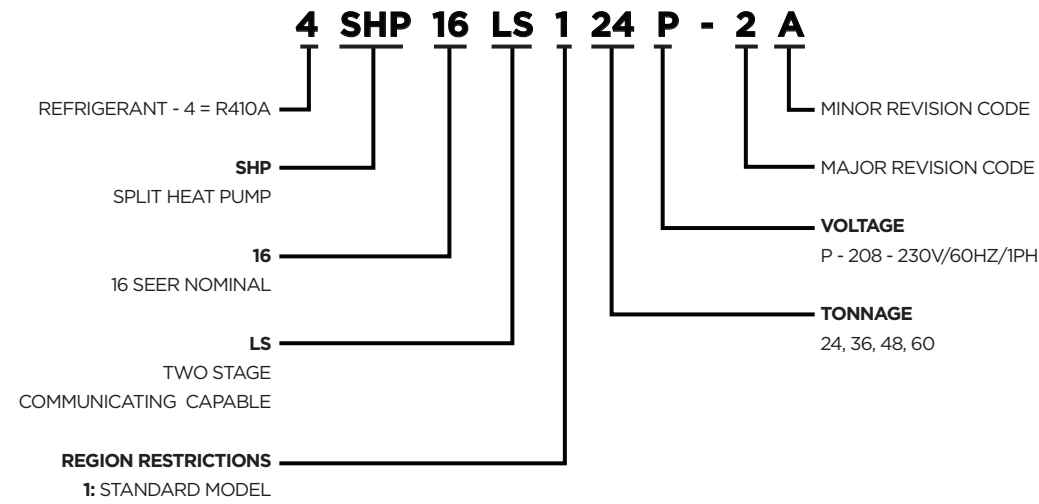 4 SHP 16 LS 1 24 P - 2 A
REFRIGERANT - 4 = R410A
SHP
SPLIT HEAT PUMP
16
16 SEER NOMINAL
LS
TWO STAGE
COMMUNICATING CAPABLE
REGION RESTRICTIONS
1: STANDARD MODEL
MINOR REVISION CODE
MAJOR REVISION CODE
VOLTAGE
P - 208 - 230V/60HZ/1PH
TONNAGE
24, 36, 48, 60